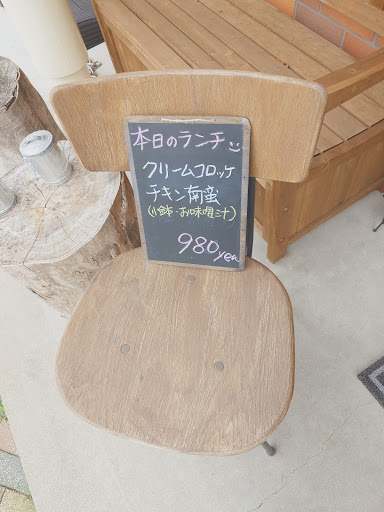 本日のランチ
クリームコロッケ
チキン南蛮
(小鉢・お味噌汁)
980yen